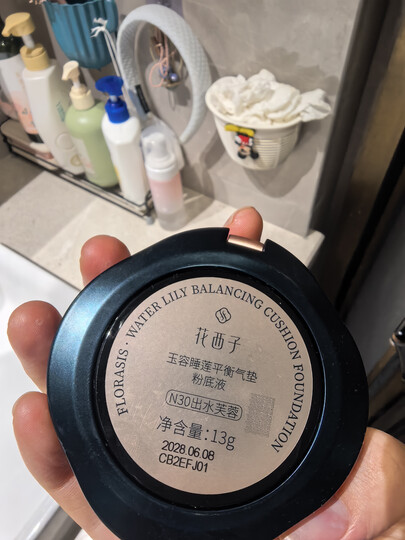 FLORASIS · WATER LILY BALANCING CUSHION FOUNDATION
花西子
玉容睡莲平衡气垫
粉底液
N30出水芙蓉
净含量:13g
2028.06.08
CB2EFJ01